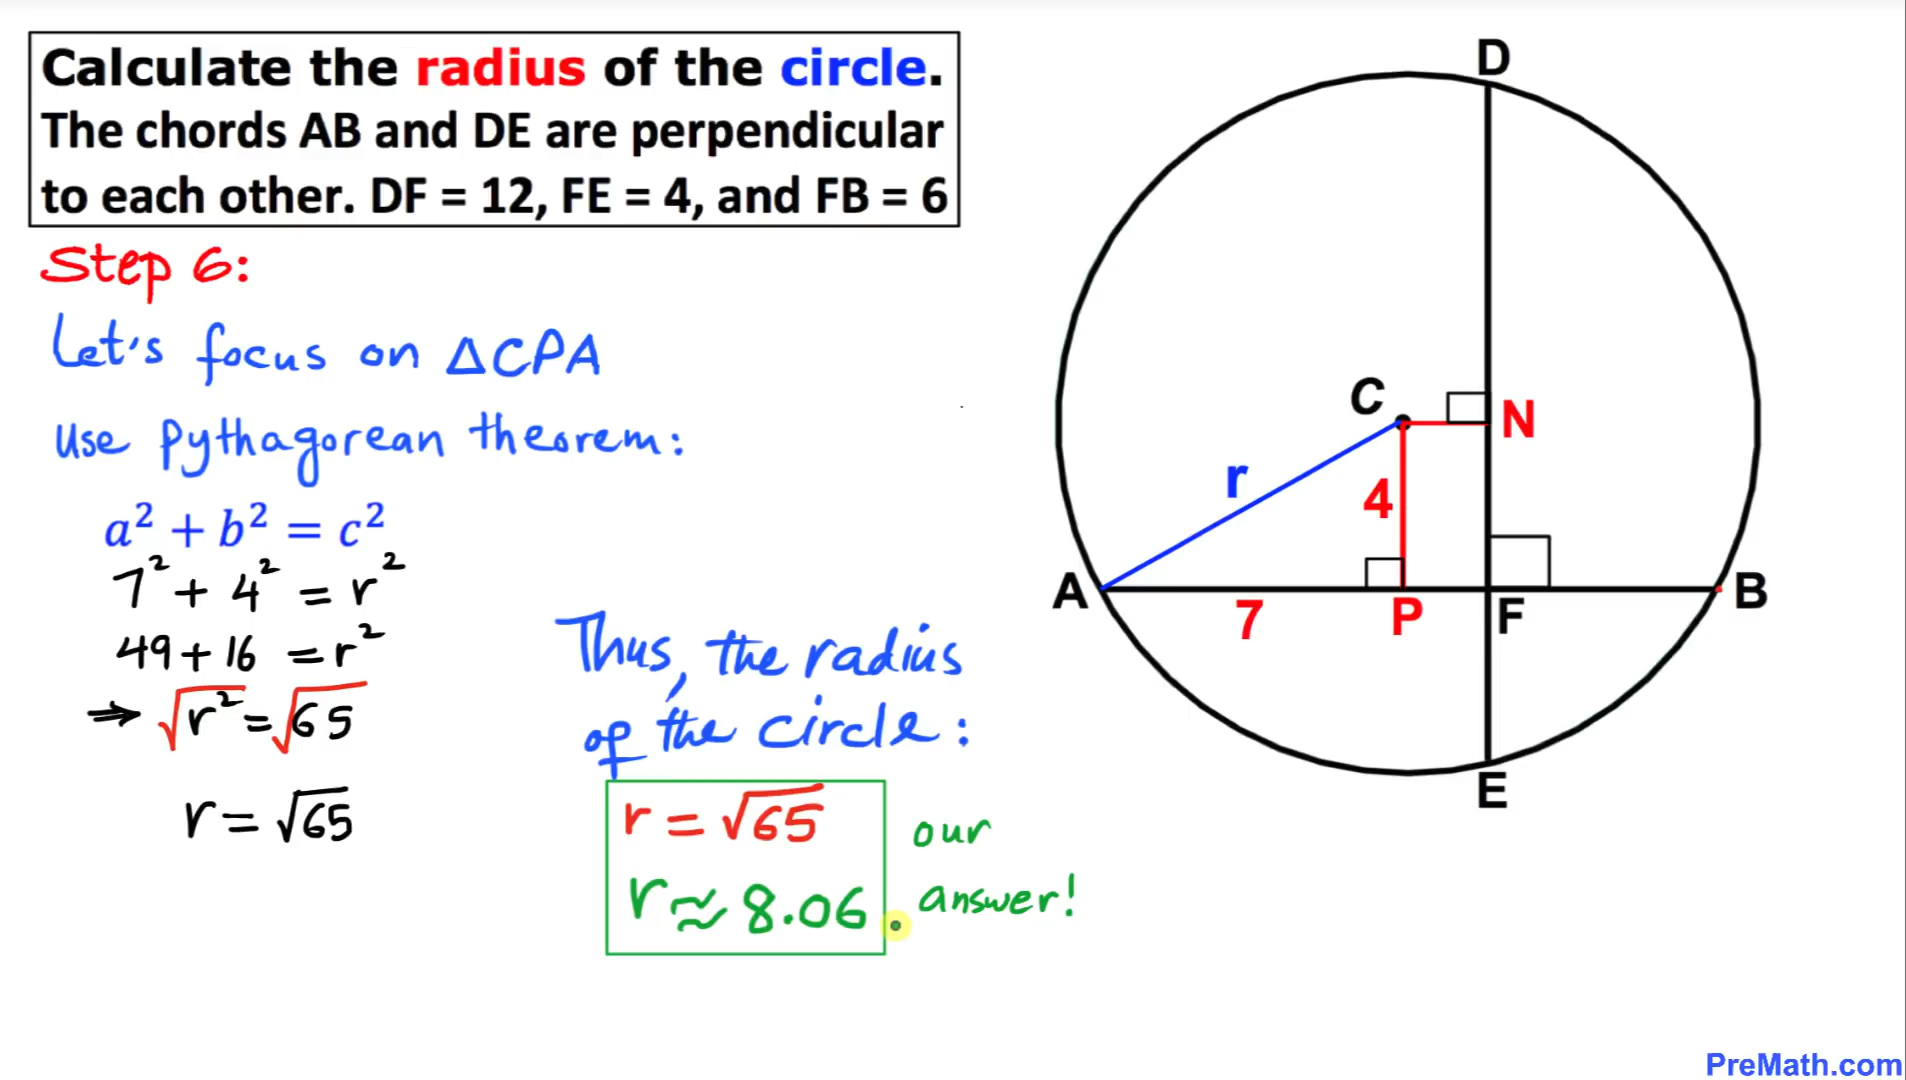 Calculate the radius of the circle.
The chords AB and DE are perpendicular
to each other. DF = 12, FE = 4, and FB = 6
Step 6:
Let's focus on ΔCPA
use Pythagorean theorem:
a² + b² = c²
7² + 4² = r²
49 + 16 = r²
⇒ √r² = √65
r = √65
Thus, the radius
of the circle:
r = √65
r ≈ 8.06
our
answer!
D
C
N
r
4
A
7
P
F
B
E
PreMath.com